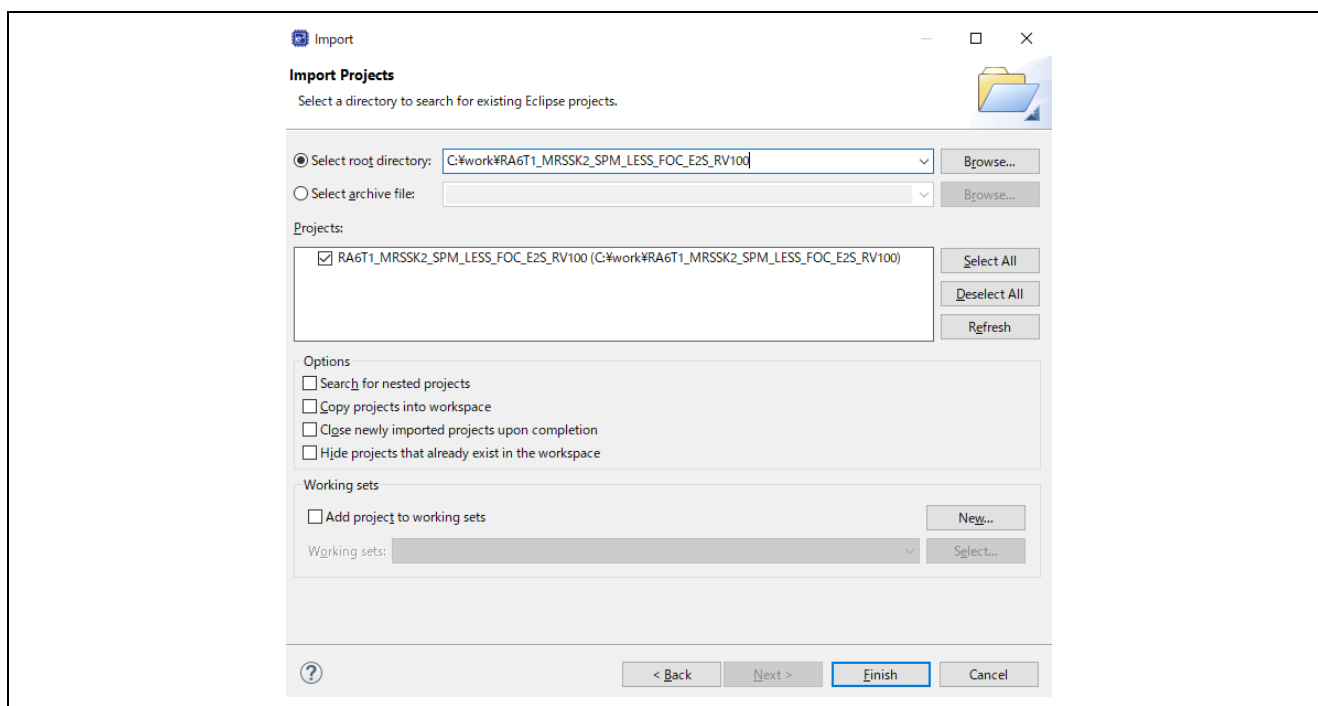 Import
Import Projects
Select a directory to search for existing Eclipse projects.
Select root directory: C:¥work¥RA6T1_MRSSK2_SPM_LESS_FOC_E2S_RV100 Browse...
Select archive file: Browse...
Projects:
RA6T1_MRSSK2_SPM_LESS_FOC_E2S_RV100 (C:¥work¥RA6T1_MRSSK2_SPM_LESS_FOC_E2S_RV100)
Select All
Deselect All
Refresh
Options
Search for nested projects
Copy projects into workspace
Close newly imported projects upon completion
Hide projects that already exist in the workspace
Working sets
Add project to working sets New...
Working sets: Select...
? < Back Next > Finish Cancel